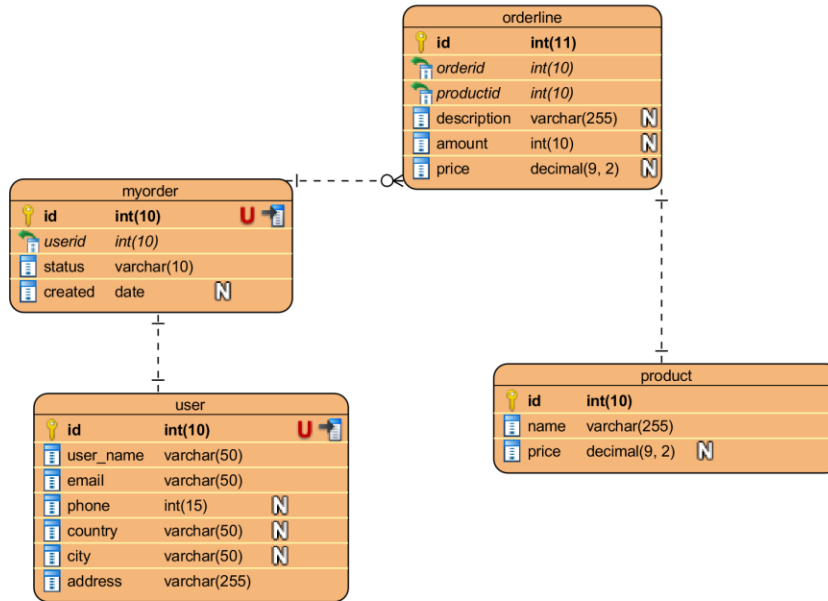 orderline
id int(11)
orderid int(10)
productid int(10)
description varchar(255) N
amount int(10) N
price decimal(9, 2) N
myorder
id int(10) U
userid int(10)
status varchar(10)
created date N
user
id int(10) U
user_name varchar(50)
email varchar(50)
phone int(15) N
country varchar(50) N
city varchar(50) N
address varchar(255)
product
id int(10)
name varchar(255)
price decimal(9, 2) N